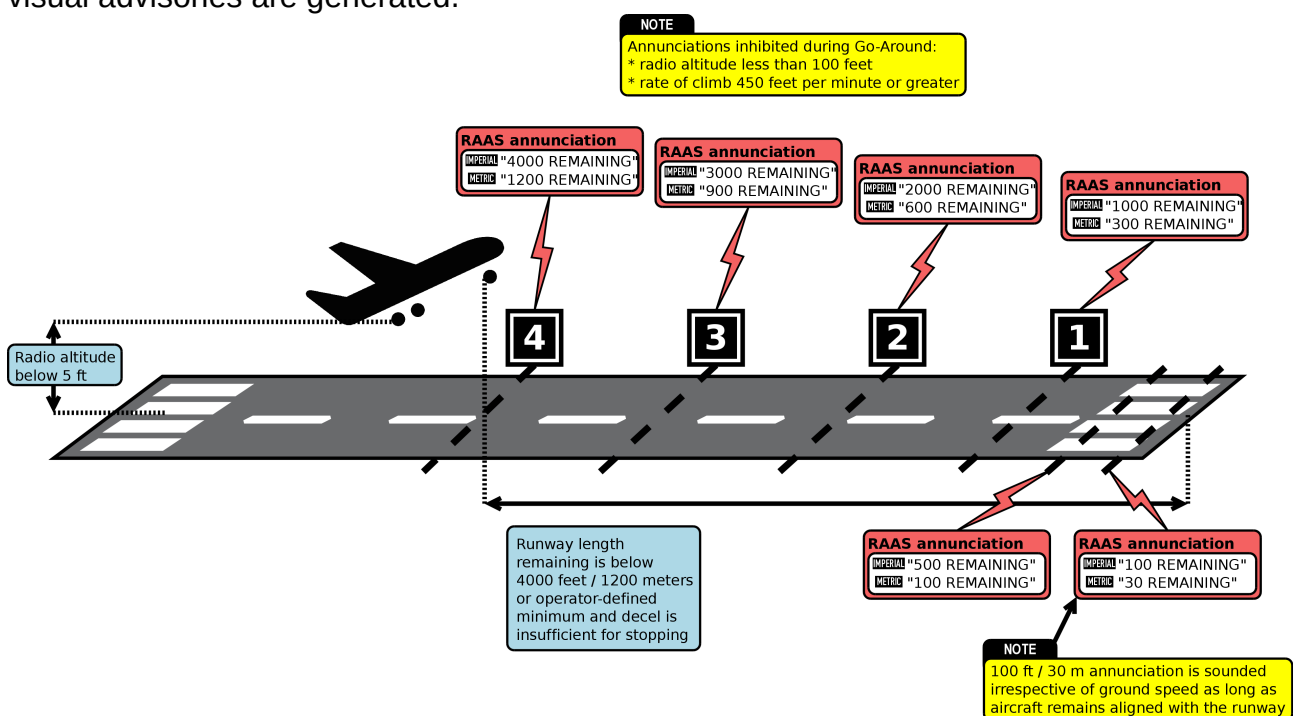 visual advisories are generated.
NOTE
Annunciations inhibited during Go-Around:
* radio altitude less than 100 feet
* rate of climb 450 feet per minute or greater
RAAS annunciation
IMPERIAL "4000 REMAINING"
METRIC "1200 REMAINING"
RAAS annunciation
IMPERIAL "3000 REMAINING"
METRIC "900 REMAINING"
RAAS annunciation
IMPERIAL "2000 REMAINING"
METRIC "600 REMAINING"
RAAS annunciation
IMPERIAL "1000 REMAINING"
METRIC "300 REMAINING"
4
3
2
1
Radio altitude
below 5 ft
Runway length
remaining is below
4000 feet / 1200 meters
or operator-defined
minimum and decel is
insufficient for stopping
RAAS annunciation
IMPERIAL "500 REMAINING"
METRIC "100 REMAINING"
RAAS annunciation
IMPERIAL "100 REMAINING"
METRIC "30 REMAINING"
NOTE
100 ft / 30 m annunciation is sounded
irrespective of ground speed as long as
aircraft remains aligned with the runway